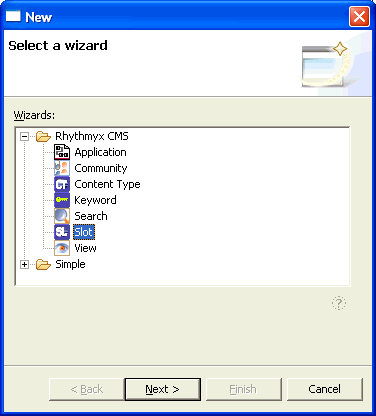 New
Select a wizard
Wizards:
Rhythmyx CMS
Application
Community
CT Content Type
Keyword
Search
SL Slot
View
Simple
?
< Back Next > Finish Cancel